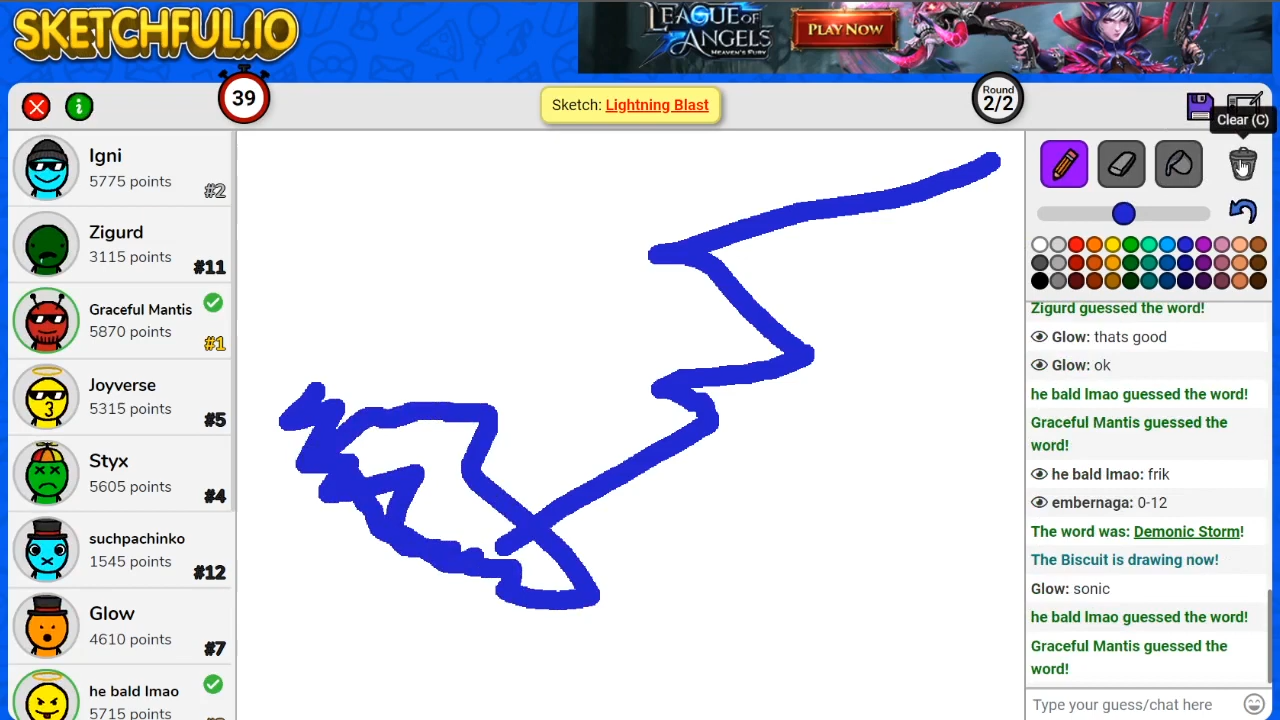 SKETCHFUL.IO
LEAGUE OF
ANGELS
HEAVEN'S FURY
PLAY NOW
39
Sketch: Lightning Blast
Round
2/2
Clear (C)
Igni
5775 points
#2
Zigurd
3115 points
#11
Graceful Mantis
5870 points
#1
Joyverse
5315 points
#5
Styx
5605 points
#4
suchpachinko
1545 points
#12
Glow
4610 points
#7
he bald lmao
5715 points
Zigurd guessed the word!
Glow: thats good
Glow: ok
he bald lmao guessed the word!
Graceful Mantis guessed the
word!
he bald lmao: frik
embernaga: 0-12
The word was: Demonic Storm!
The Biscuit is drawing now!
Glow: sonic
he bald lmao guessed the word!
Graceful Mantis guessed the
word!
Type your guess/chat here